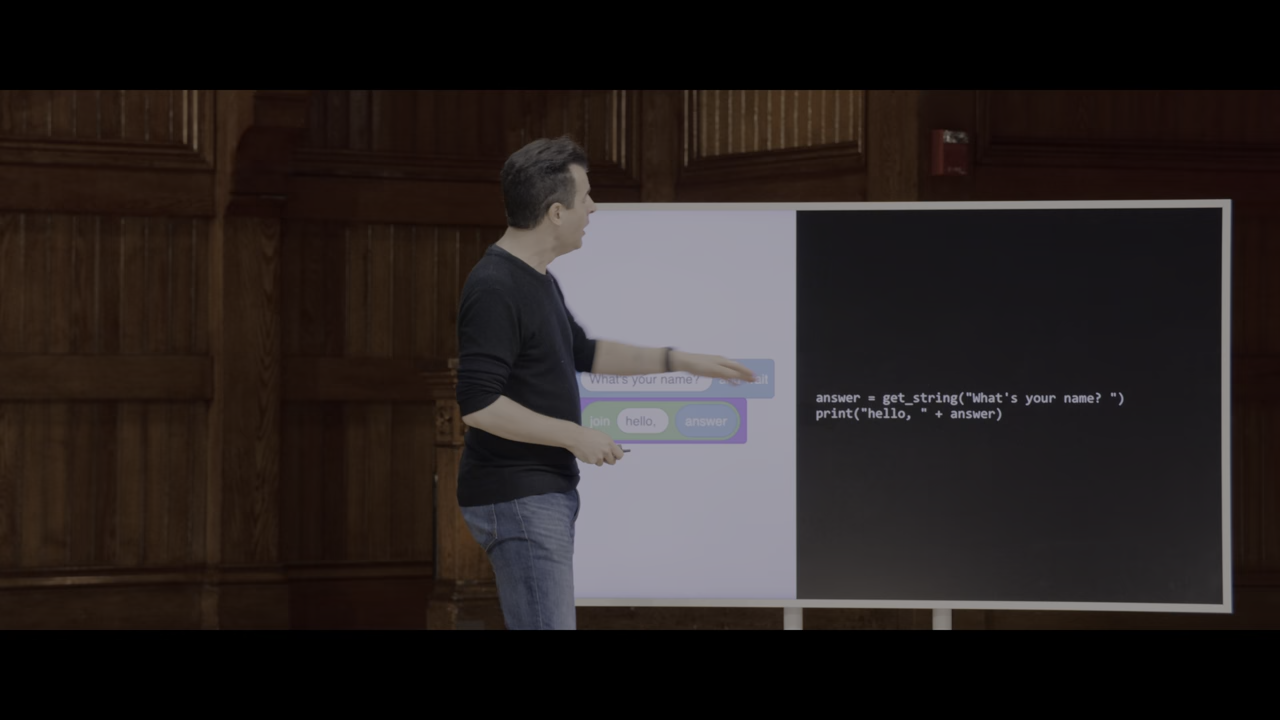 What's your name?
join hello, answer
answer = get_string("What's your name? ")
print("hello, " + answer)